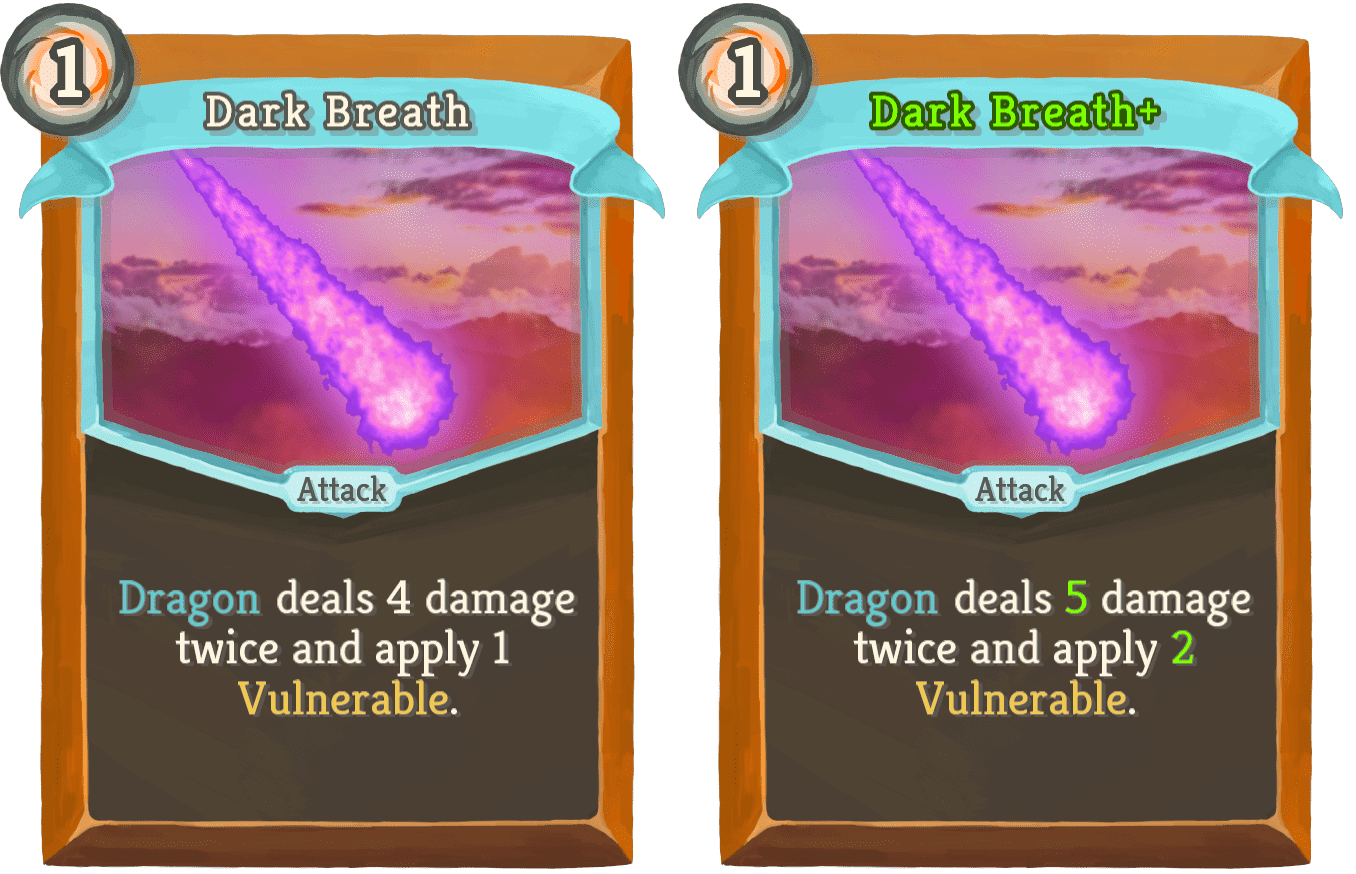 1
Dark Breath
Attack
Dragon deals 4 damage
twice and apply 1
Vulnerable.
1
Dark Breath+
Attack
Dragon deals 5 damage
twice and apply 2
Vulnerable.